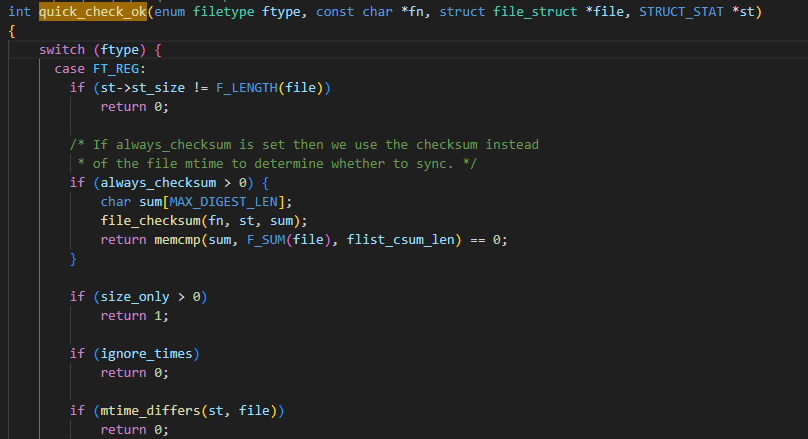 int quick_check_ok(enum filetype ftype, const char *fn, struct file_struct *file, STRUCT_STAT *st)
{
    switch (ftype) {
      case FT_REG:
        if (st->st_size != F_LENGTH(file))
            return 0;

        /* If always_checksum is set then we use the checksum instead
         * of the file mtime to determine whether to sync. */
        if (always_checksum > 0) {
            char sum[MAX_DIGEST_LEN];
            file_checksum(fn, st, sum);
            return memcmp(sum, F_SUM(file), flist_csum_len) == 0;
        }

        if (size_only > 0)
            return 1;

        if (ignore_times)
            return 0;

        if (mtime_differs(st, file))
            return 0;